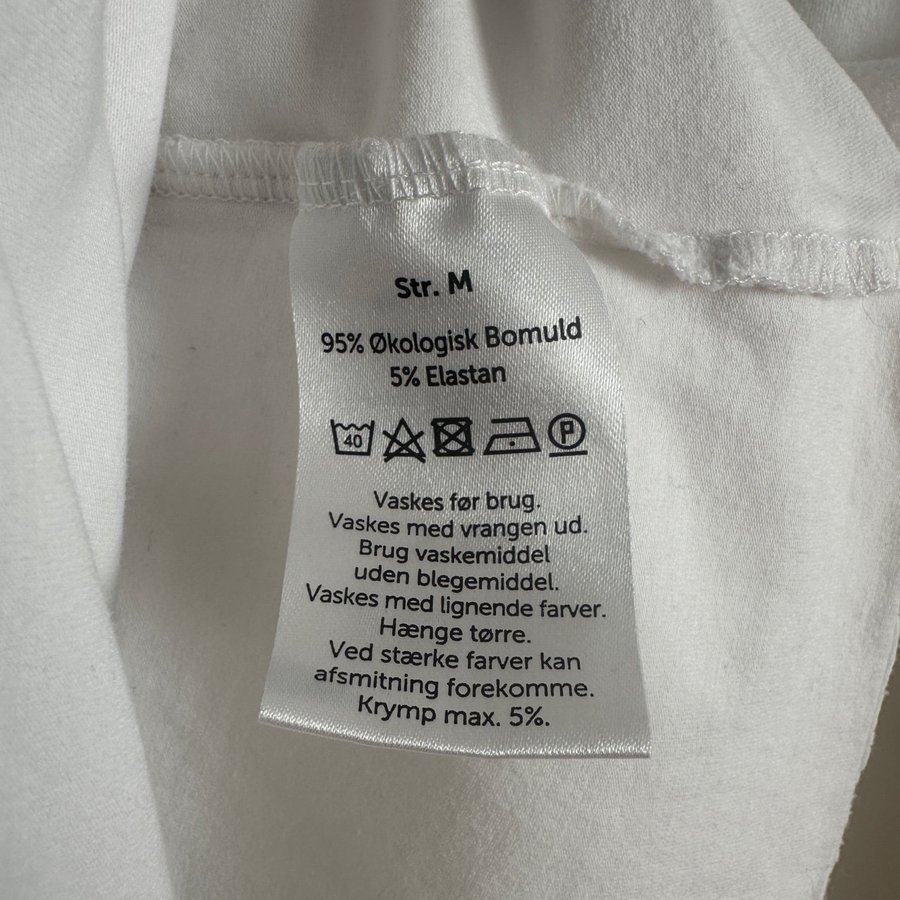 Str. M
95% Økologisk Bomuld
5% Elastan
40 P
Vaskes før brug.
Vaskes med vrangen ud.
Brug vaskemiddel
uden blegemiddel.
Vaskes med lignende farver.
Hænge tørre.
Ved stærke farver kan
afsmitning forekomme.
Krymp max. 5%.